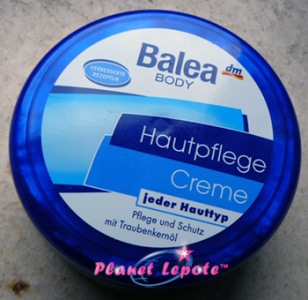 VERBESSERTE
REZEPTUR
Balea
dm
BODY
Hautpflege
Creme
jeder Hauttyp
Pflege und Schutz
mit Traubenkernöl
Planet Lepote™